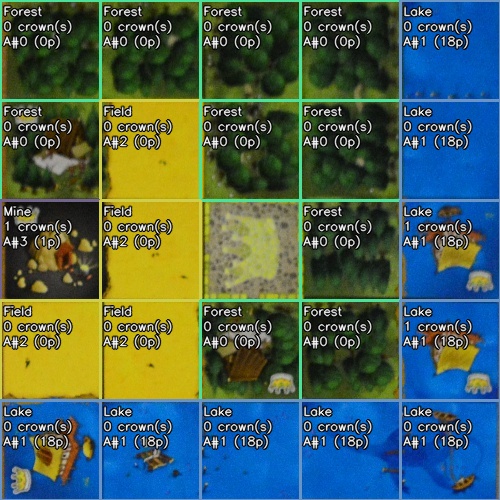 Forest
0 crown(s)
A#0 (0p)
Forest
0 crown(s)
A#0 (0p)
Forest
0 crown(s)
A#0 (0p)
Forest
0 crown(s)
A#0 (0p)
Lake
0 crown(s)
A#1 (18p)
Forest
0 crown(s)
A#0 (0p)
Field
0 crown(s)
A#2 (0p)
Forest
0 crown(s)
A#0 (0p)
Forest
0 crown(s)
A#0 (0p)
Lake
0 crown(s)
A#1 (18p)
Mine
1 crown(s)
A#3 (1p)
Field
0 crown(s)
A#2 (0p)
Forest
0 crown(s)
A#0 (0p)
Lake
1 crown(s)
A#1 (18p)
Field
0 crown(s)
A#2 (0p)
Field
0 crown(s)
A#2 (0p)
Forest
0 crown(s)
A#0 (0p)
Forest
0 crown(s)
A#0 (0p)
Lake
1 crown(s)
A#1 (18p)
Lake
0 crown(s)
A#1 (18p)
Lake
0 crown(s)
A#1 (18p)
Lake
0 crown(s)
A#1 (18p)
Lake
0 crown(s)
A#1 (18p)
Lake
0 crown(s)
A#1 (18p)